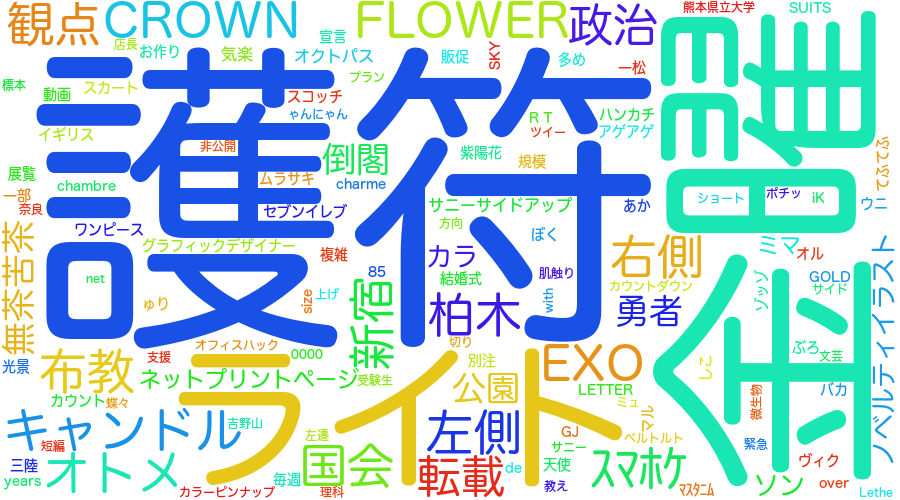 観点
CROWN
FLOWER
政治
熊本県立大学
SUITS
店長
お作り
気楽
宣言
オクトパス
販促
SKY
多め
一松
標本
動画
スカート
プラン
イギリス
スコッチ
ゃんにゃん
RT
ツイー
ハンカチ
アゲアゲ
護符
金曜
非公開
倒閣
紫陽花
規模
ぷてぷて
展覧
一部
奈良
chambre
ムラサキ
charme
セブンイレブ
サニーサイドアップ
あか
ショート
ポチッ
iK
ウニ
ワンピース
グラフィックデザイナー
複雑
方向
ぼく
カラ
右側
ミマ
オル
無茶苦茶
net
85
結婚式
肌触り
カウントダウン
ゾッゾ
GOLD
サイド
ゅり
size
上げ
新宿
柏木
with
勇者
ノベルティイラスト
光景
布教
支援
オフィスハック
0000
切り
EXO
ぶろ
文芸
ライト
ネットプリントページ
受験生
別注
公園
LETTER
しこ
カウント
蝶々
バカ
微生物
ミュ
マル
キャンドル
吉野山
左遷
左側
GJ
サニー
ベルトルト
緊急
短編
三陸
オトメ
国会
転載
de
天使
スマホケ
ヴィク
years
カラーピンナップ
毎週
理科
教え
マスタニム
ソン
over
Lethe